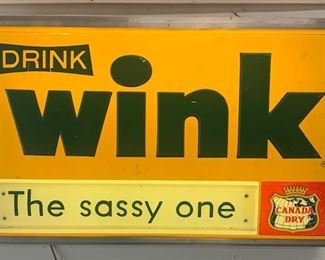 DRINK
wink
The sassy one
CANADA
DRY